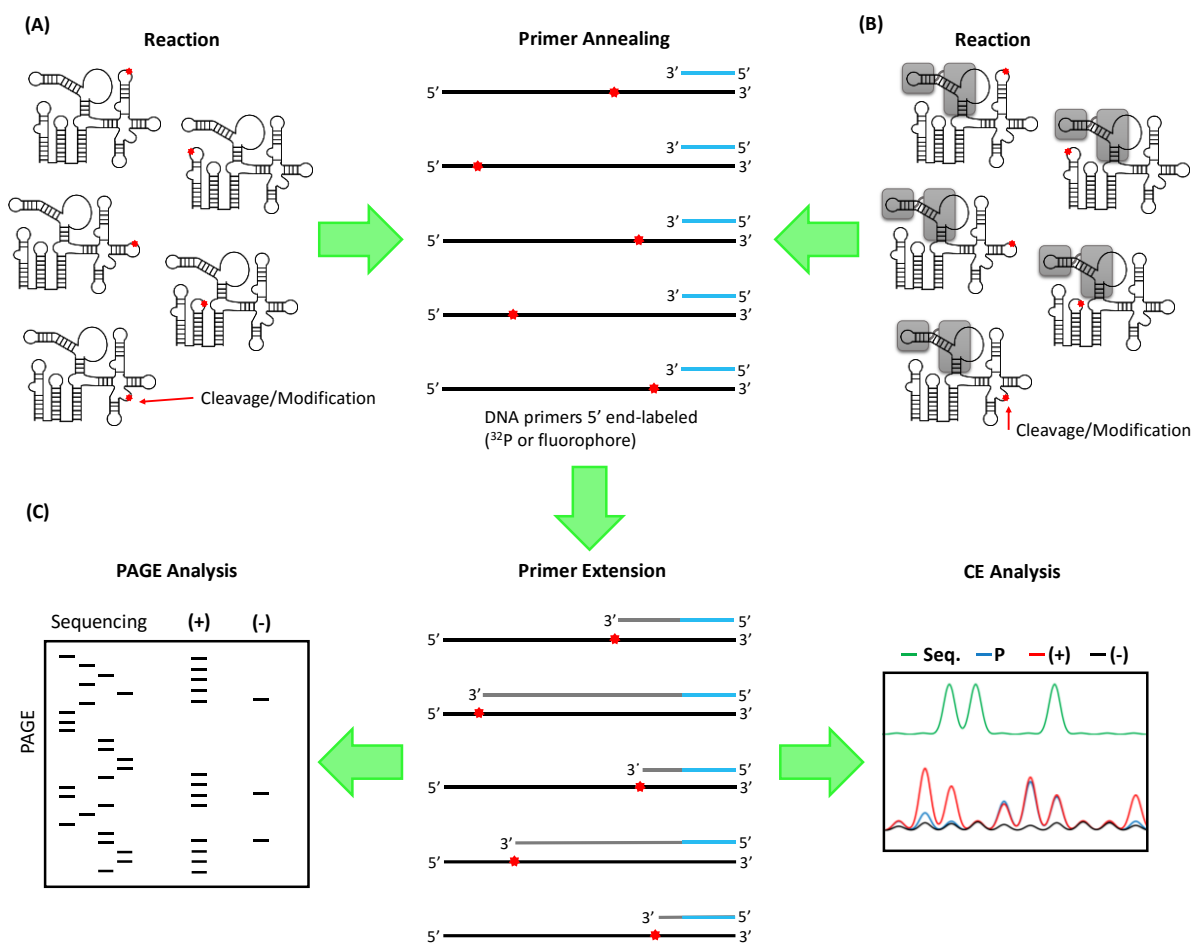 (A)
Reaction
Cleavage/Modification
Primer Annealing
3’ 5’
5’ 3’
3’ 5’
5’ 3’
3’ 5’
5’ 3’
3’ 5’
5’ 3’
3’ 5’
5’ 3’
DNA primers 5’ end-labeled
(³²P or fluorophore)
(B)
Reaction
Cleavage/Modification
(C)
PAGE Analysis
Sequencing (+) (-)
PAGE
Primer Extension
3’ 5’
5’ 3’
3’ 5’
5’ 3’
3’ 5’
5’ 3’
3’ 5’
5’ 3’
3’ 5’
5’ 3’
CE Analysis
Seq. P (+) (-)